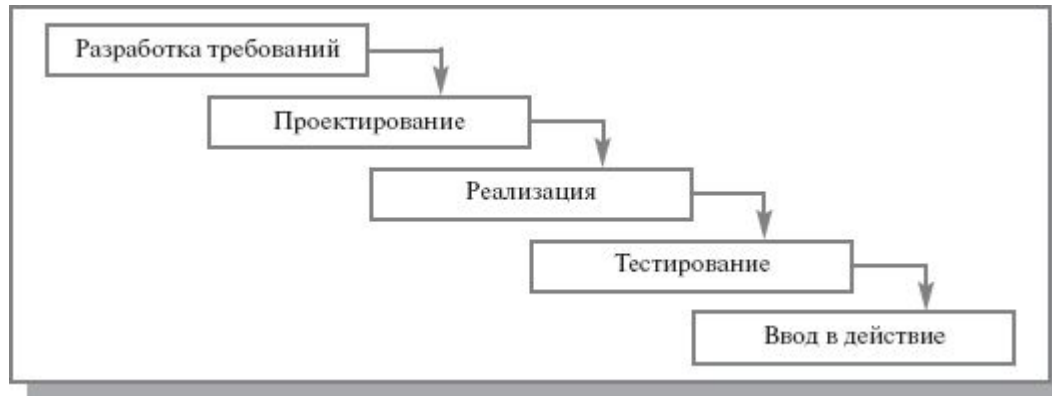 Разработка требований
Проектирование
Реализация
Тестирование
Ввод в действие